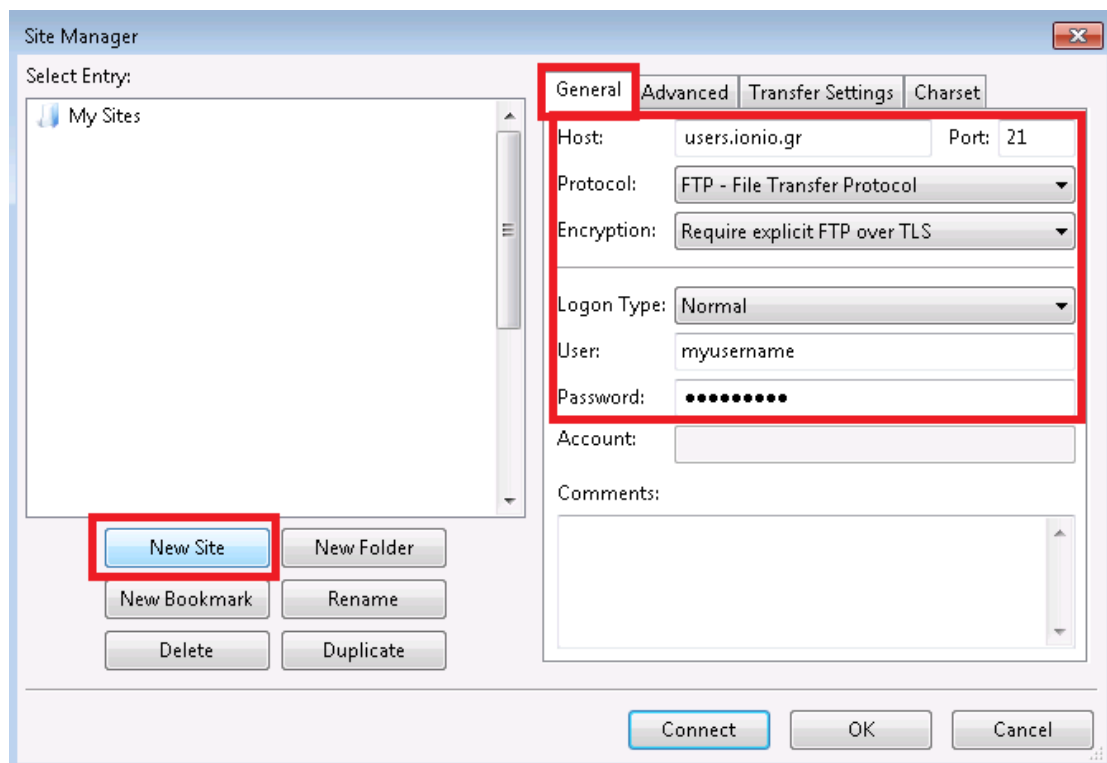 Site Manager
Select Entry:
My Sites
New Site
New Folder
New Bookmark
Rename
Delete
Duplicate
General
Advanced
Transfer Settings
Charset
Host:
users.ionio.gr
Port:
21
Protocol:
FTP - File Transfer Protocol
Encryption:
Require explicit FTP over TLS
Logon Type:
Normal
User:
myusername
Password:
●●●●●●●●●
Account:
Comments:
Connect
OK
Cancel